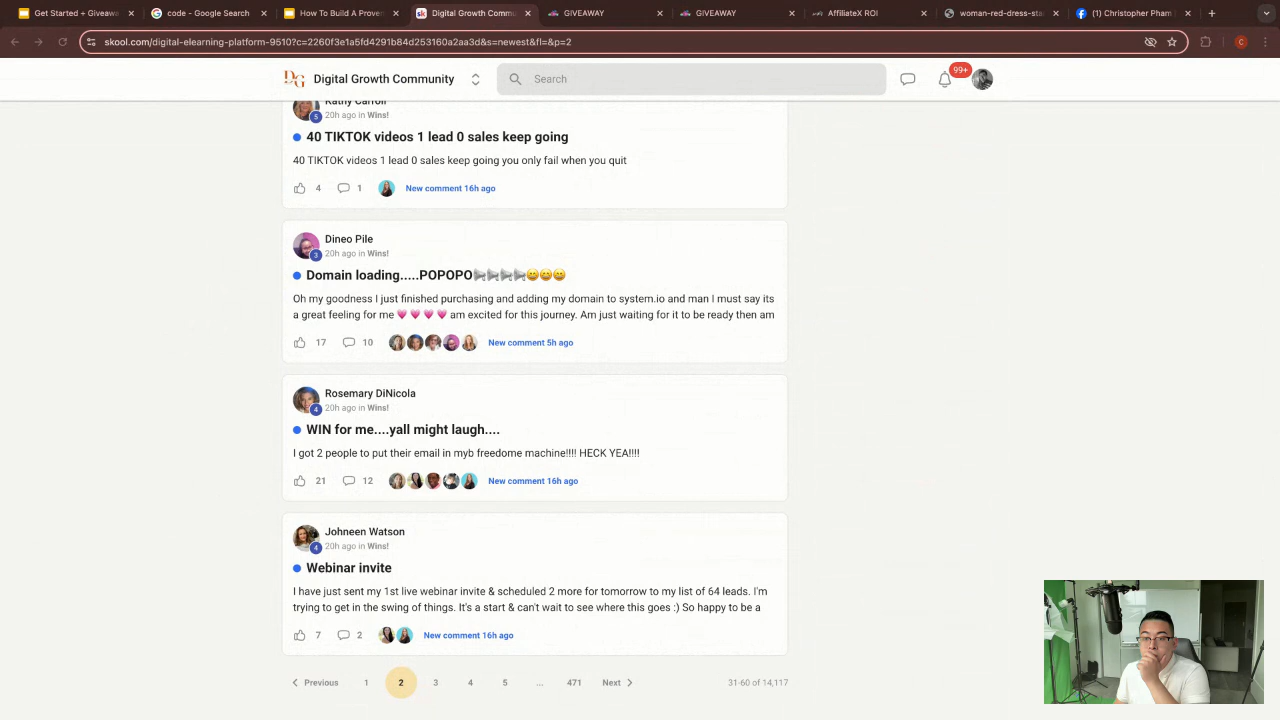 Get Started + Giveaway
code - Google Search
How To Build A Proven
Digital Growth Commu
GIVEAWAY
GIVEAWAY
AffiliateX ROI
woman-red-dress-sta
(1) Christopher Pham
skool.com/digital-elearning-platform-9510?c=2260f3e1a5fd4291b84d253160a2aa3d&s=newest&fl=&p=2
C
DG
Digital Growth Community
Search
99+
Kathy Carroll
5
20h ago in Wins!
40 TIKTOK videos 1 lead 0 sales keep going
40 TIKTOK videos 1 lead 0 sales keep going you only fail when you quit
4
1
New comment 16h ago
Dineo Pile
3
20h ago in Wins!
Domain loading.....POPOPO
Oh my goodness I just finished purchasing and adding my domain to system.io and man I must say its
a great feeling for me 💗💗💗💗 am excited for this journey. Am just waiting for it to be ready then am
17
10
New comment 5h ago
Rosemary DiNicola
4
20h ago in Wins!
WIN for me....yall might laugh....
I got 2 people to put their email in myb freedome machine!!!! HECK YEA!!!!
21
12
New comment 16h ago
Johneen Watson
4
20h ago in Wins!
Webinar invite
I have just sent my 1st live webinar invite & scheduled 2 more for tomorrow to my list of 64 leads. I'm
trying to get in the swing of things. It's a start & can't wait to see where this goes :) So happy to be a
7
2
New comment 16h ago
Previous 1 2 3 4 5 ... 471 Next
31-60 of 14,117